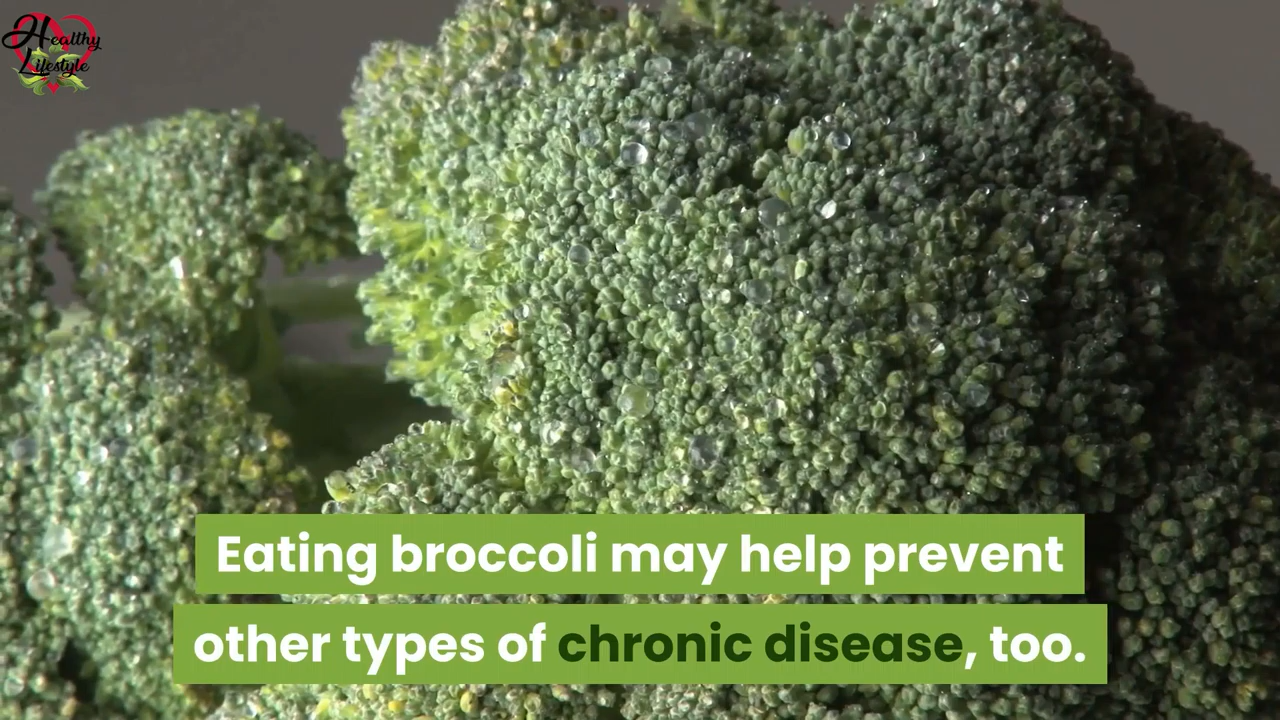 Healthy
Lifestyle
Eating broccoli may help prevent
other types of chronic disease, too.